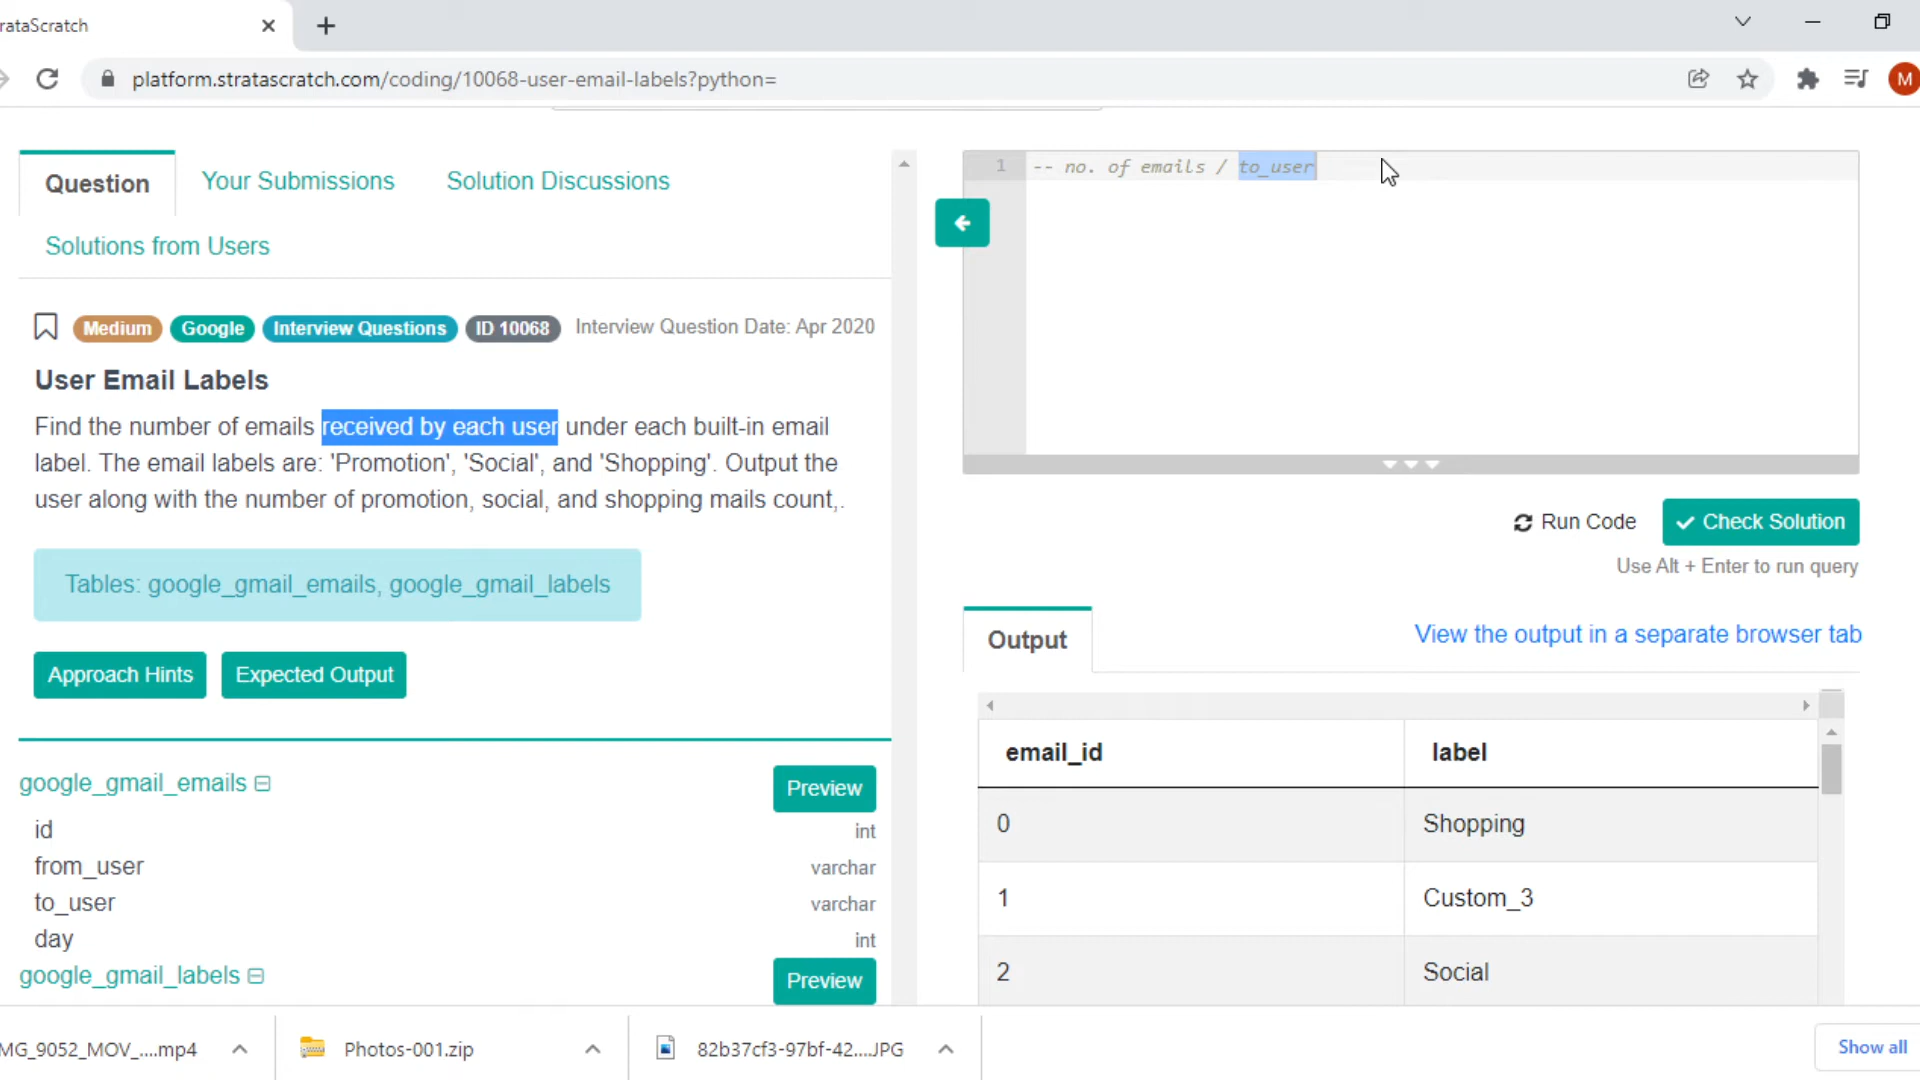 rataScratch
platform.stratascratch.com/coding/10068-user-email-labels?python=
M
Question
Your Submissions
Solution Discussions
Solutions from Users
Medium
Google
Interview Questions
ID 10068
Interview Question Date: Apr 2020
User Email Labels
Find the number of emails received by each user under each built-in email
label. The email labels are: 'Promotion', 'Social', and 'Shopping'. Output the
user along with the number of promotion, social, and shopping mails count,.
Tables: google_gmail_emails, google_gmail_labels
Approach Hints
Expected Output
google_gmail_emails
Preview
id int
from_user varchar
to_user varchar
day int
google_gmail_labels
Preview
1 -- no. of emails / to_user
Run Code
Check Solution
Use Alt + Enter to run query
Output
View the output in a separate browser tab
email_id label
0 Shopping
1 Custom_3
2 Social
MG_9052_MOV_....mp4
Photos-001.zip
82b37cf3-97bf-42....JPG
Show all